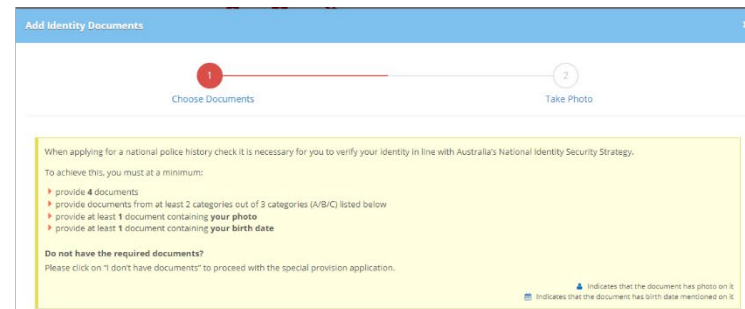 Add Identity Documents
1
2
Choose Documents
Take Photo
When applying for a national police history check it is necessary for you to verify your identity in line with Australia's National Identity Security Strategy.
To achieve this, you must at a minimum:
provide 4 documents
provide documents from at least 2 categories out of 3 categories (A/B/C) listed below
provide at least 1 document containing your photo
provide at least 1 document containing your birth date
Do not have the required documents?
Please click on "I don't have documents" to proceed with the special provision application.
Indicates that the document has photo on it
Indicates that the document has birth date mentioned on it